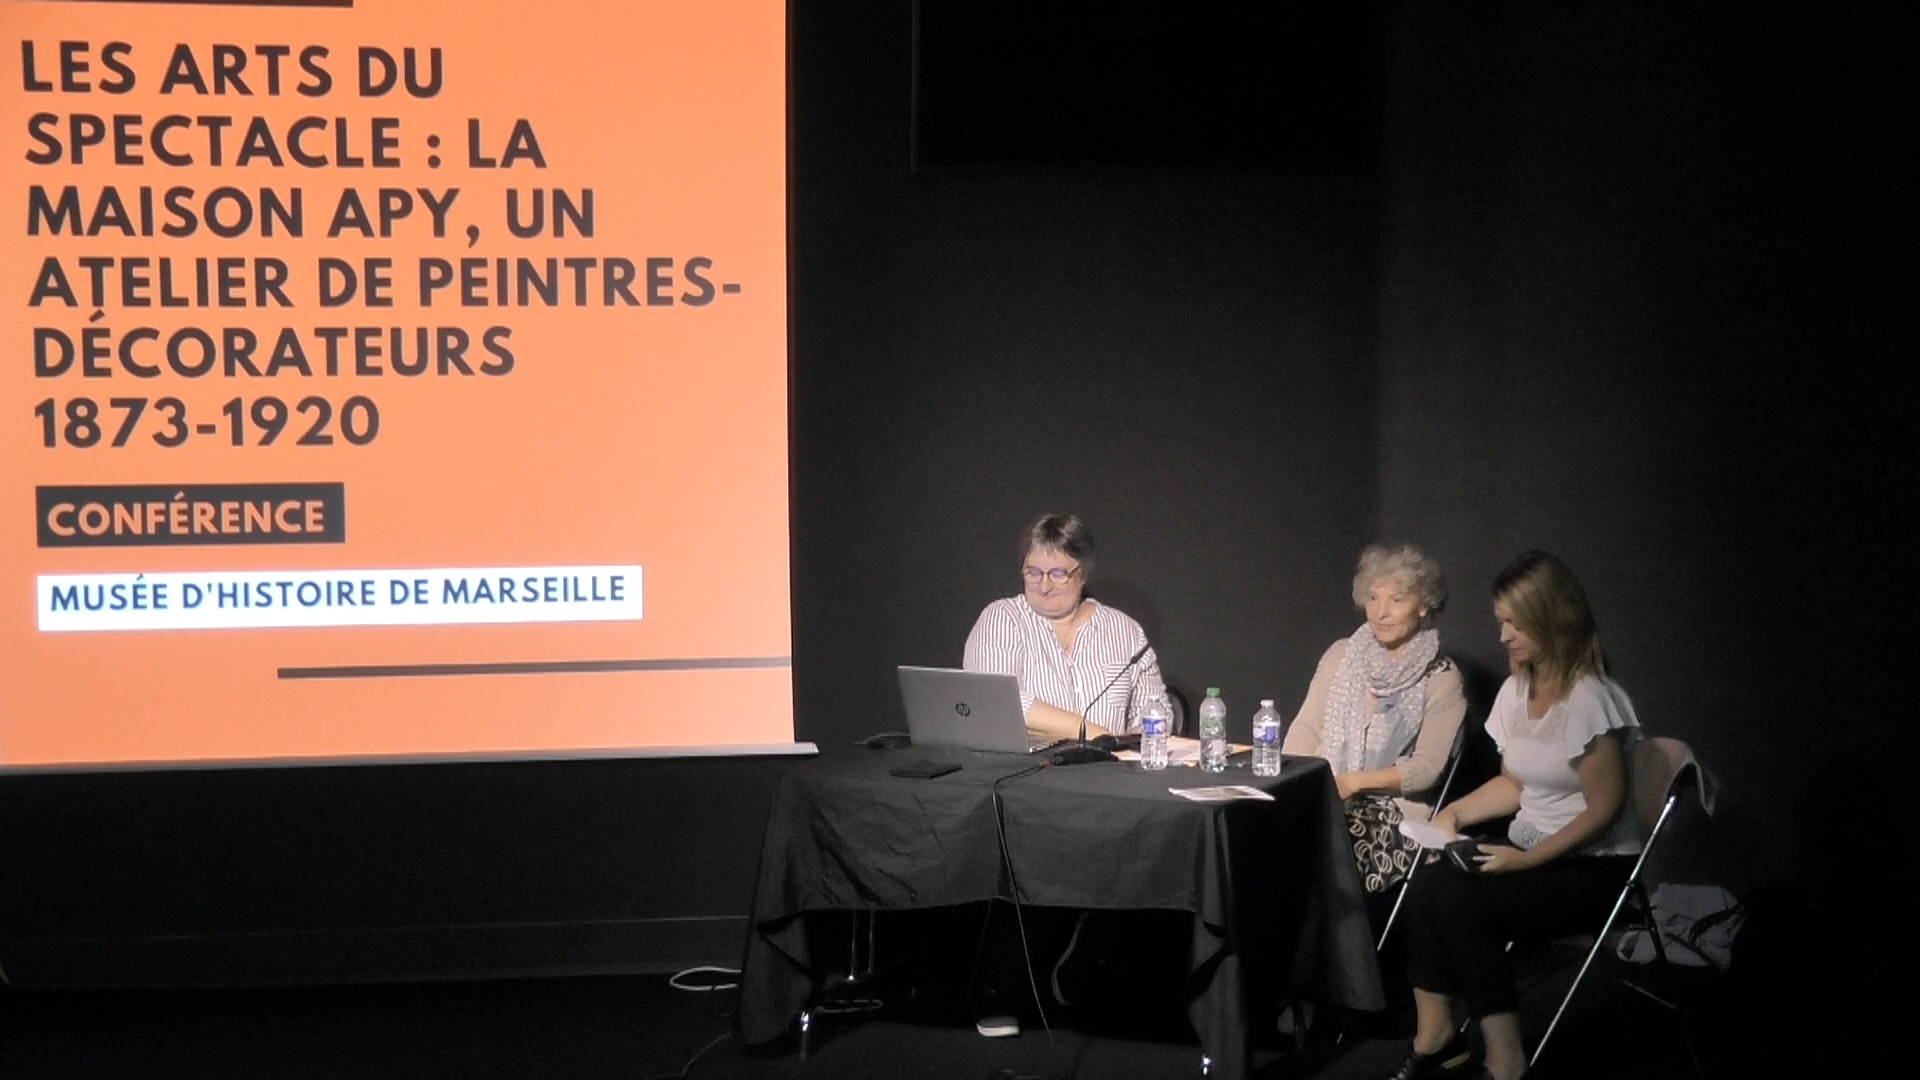 LES ARTS DU
SPECTACLE : LA
MAISON APY, UN
ATELIER DE PEINTRES-
DÉCORATEURS
1873-1920
CONFÉRENCE
MUSÉE D'HISTOIRE DE MARSEILLE
hp